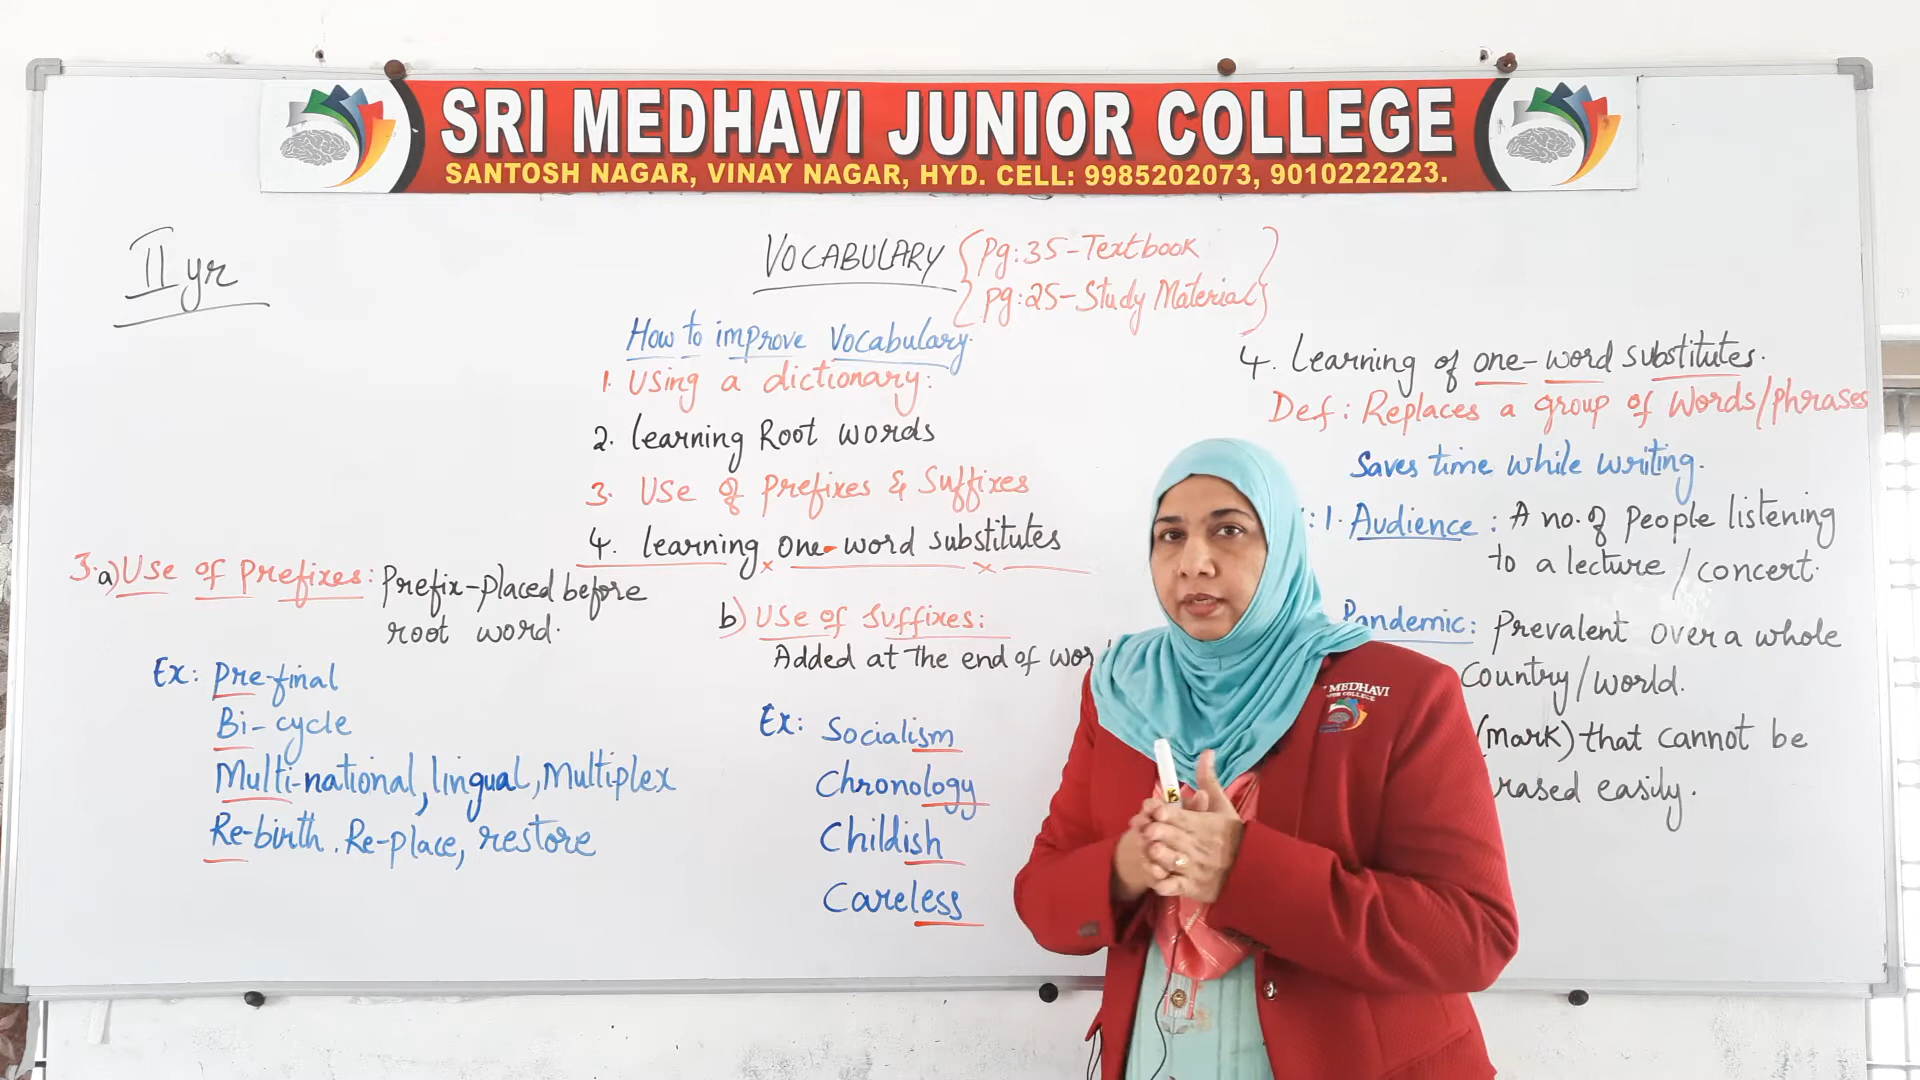 SRI MEDHAVI JUNIOR COLLEGE
SANTOSH NAGAR, VINAY NAGAR, HYD. CELL: 9985202073, 9010222223.
II yr
VOCABULARY
Pg:35-Textbook
pg:25-Study Material
How to improve Vocabulary.
1. Using a dictionary:
2. learning Root words
3. Use of prefixes & Suffixes
4. learning one-word substitutes
3.a) Use of prefixes: prefix-placed before
root word.
Ex: Pre-final
Bi-cycle
Multi-national, lingual, Multiplex
Re-birth. Re-place, restore
b) Use of Suffixes:
Added at the end of wor
Ex: Socialism
Chronology
Childish
Careless
4. Learning of one-word substitutes.
Def: Replaces a group of words/phrases
Saves time while writing.
: 1. Audience: A no. of people listening
to a lecture/concert.
Pandemic: Prevalent over a whole
Country/world.
(mark) that cannot be
rased easily.
MEDHAVI